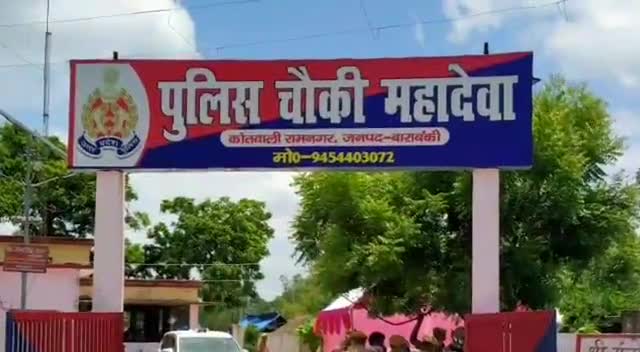 पुलिस चौकी महादेवा
कोतवाली रामनगर, जनपद-बाराबंकी
मो0-9454403072